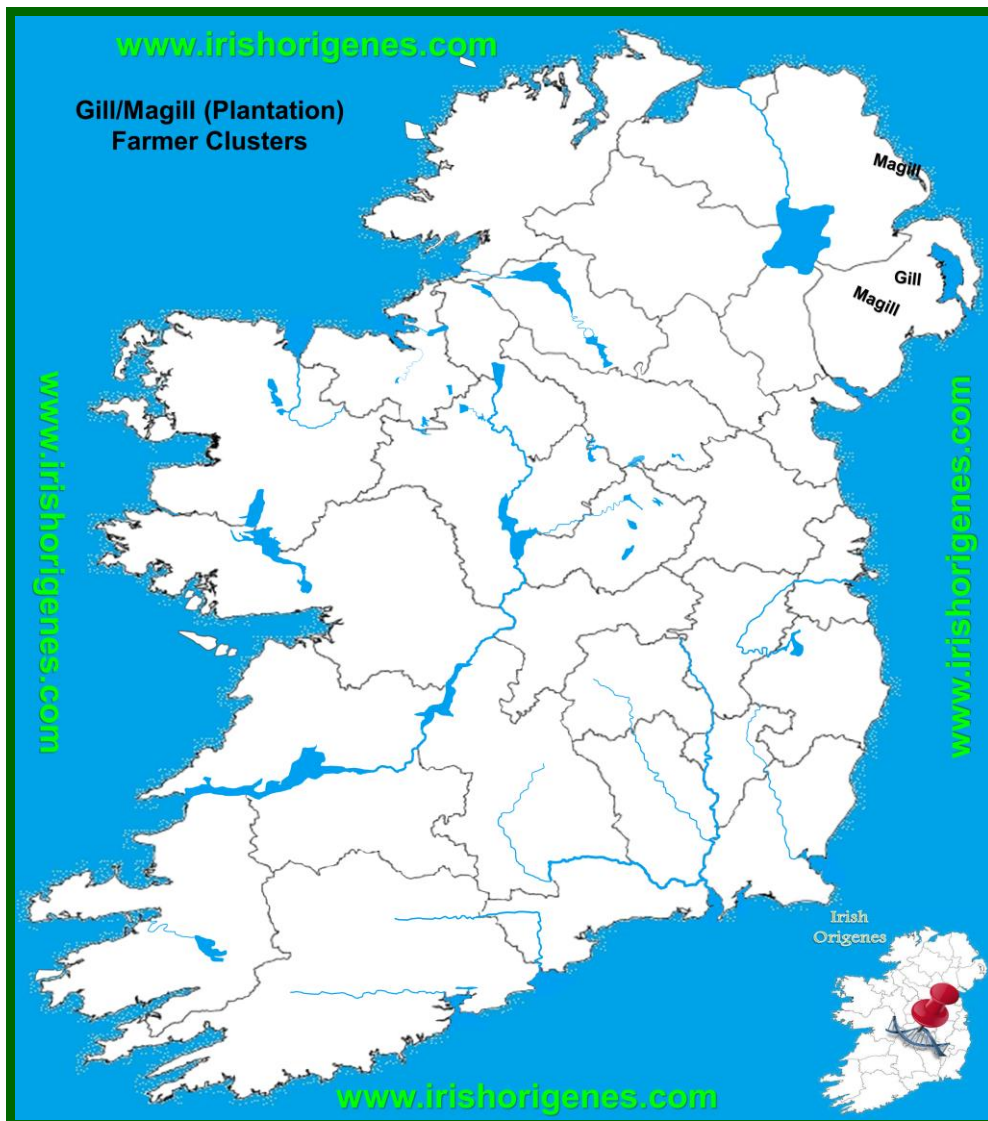 www.irishorigenes.com
Gill/Magill (Plantation)
Farmer Clusters
Magill
Gill
Magill
www.irishorigenes.com
www.irishorigenes.com
Irish
Origenes
www.irishorigenes.com